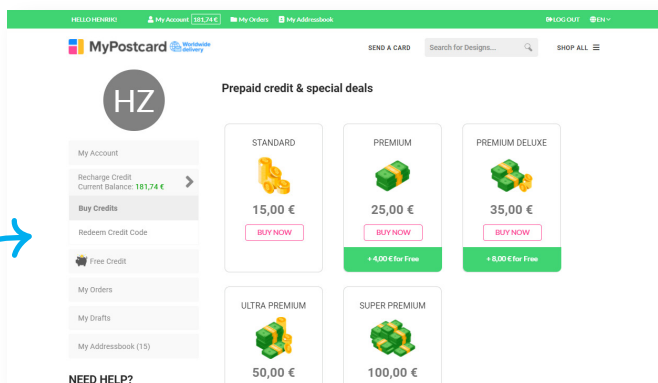 HELLO HENRIK! My Account 181,74 € My Orders My Addressbook LOG OUT EN
MyPostcard Worldwide delivery
SEND A CARD Search for Designs... SHOP ALL
HZ
Prepaid credit & special deals
My Account
Recharge Credit
Current Balance: 181,74 €
Buy Credits
Redeem Credit Code
Free Credit
My Orders
My Drafts
My Addressbook (15)
NEED HELP?
STANDARD
15,00 €
BUY NOW
PREMIUM
25,00 €
BUY NOW
+ 4,00 € for Free
PREMIUM DELUXE
35,00 €
BUY NOW
+ 8,00 € for Free
ULTRA PREMIUM
50,00 €
SUPER PREMIUM
100,00 €